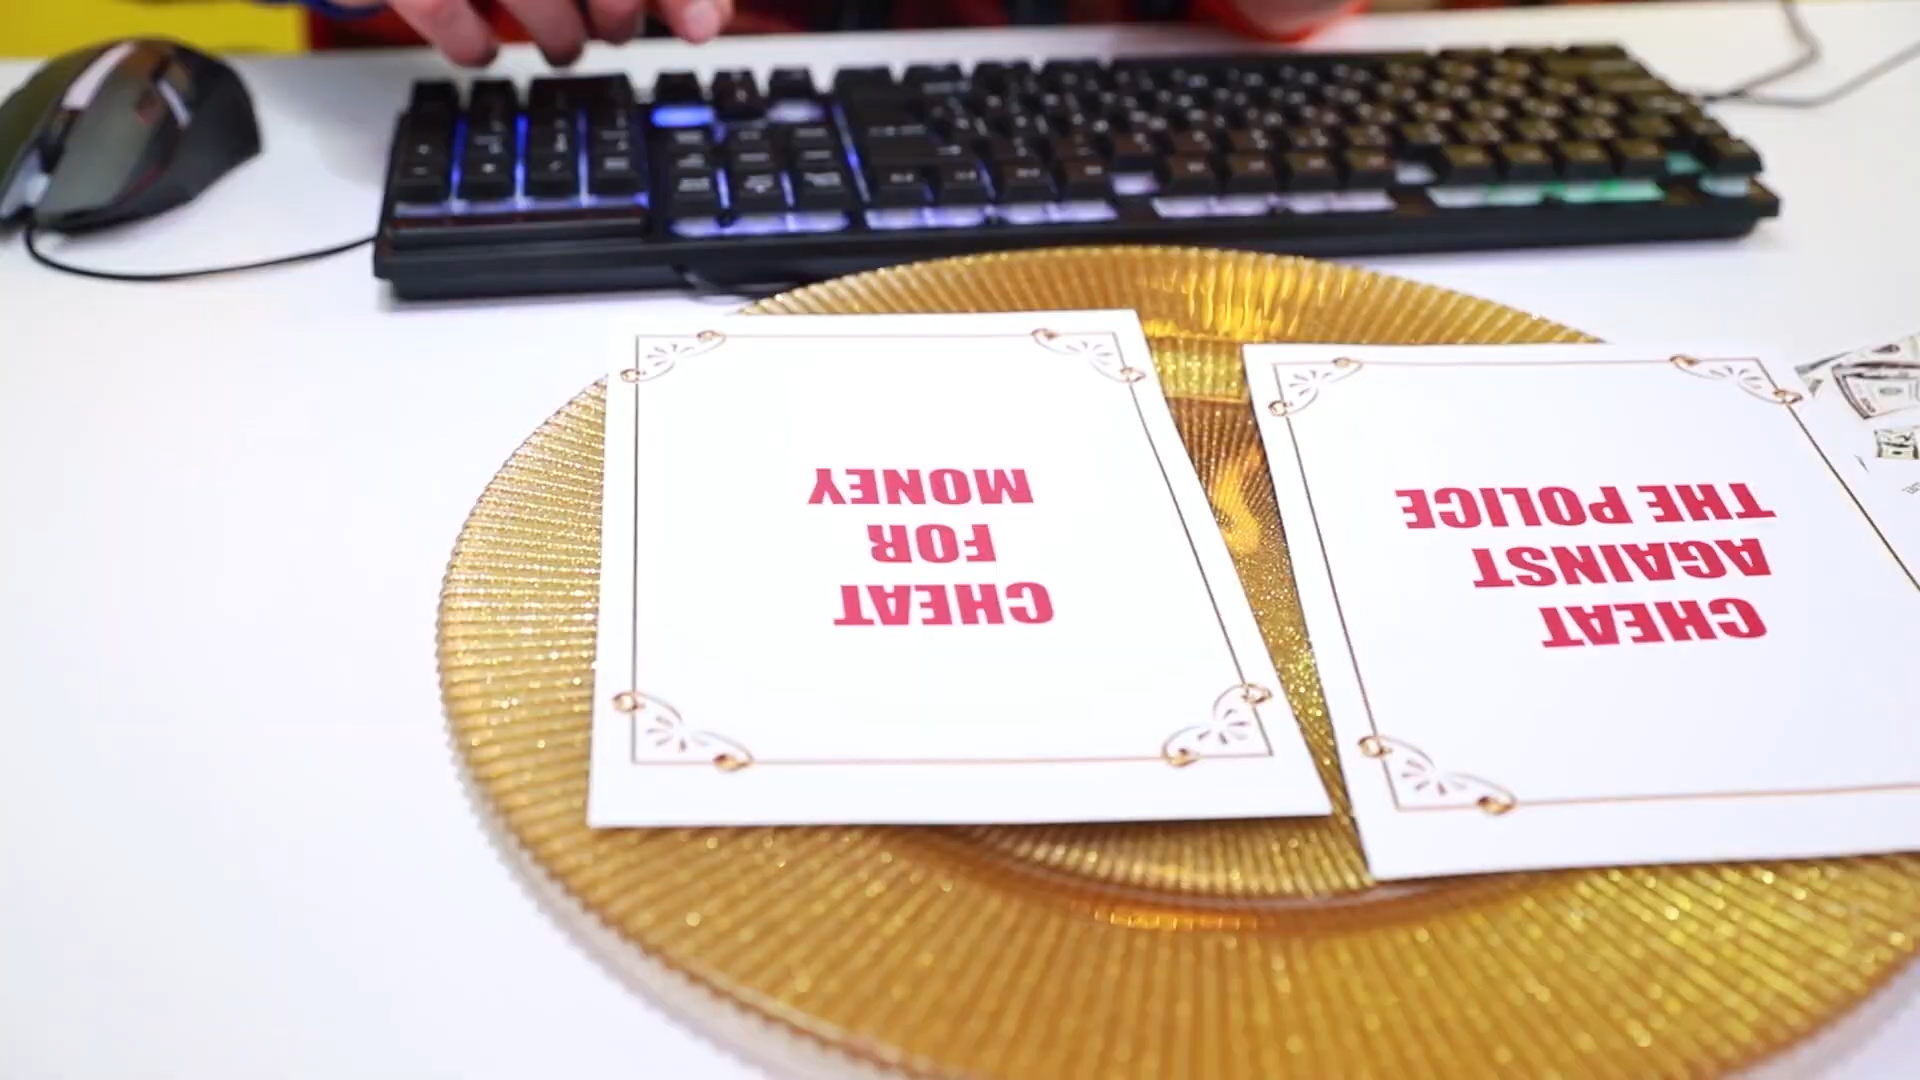 CHEAT
FOR
MONEY
CHEAT
AGAINST
THE POLICE